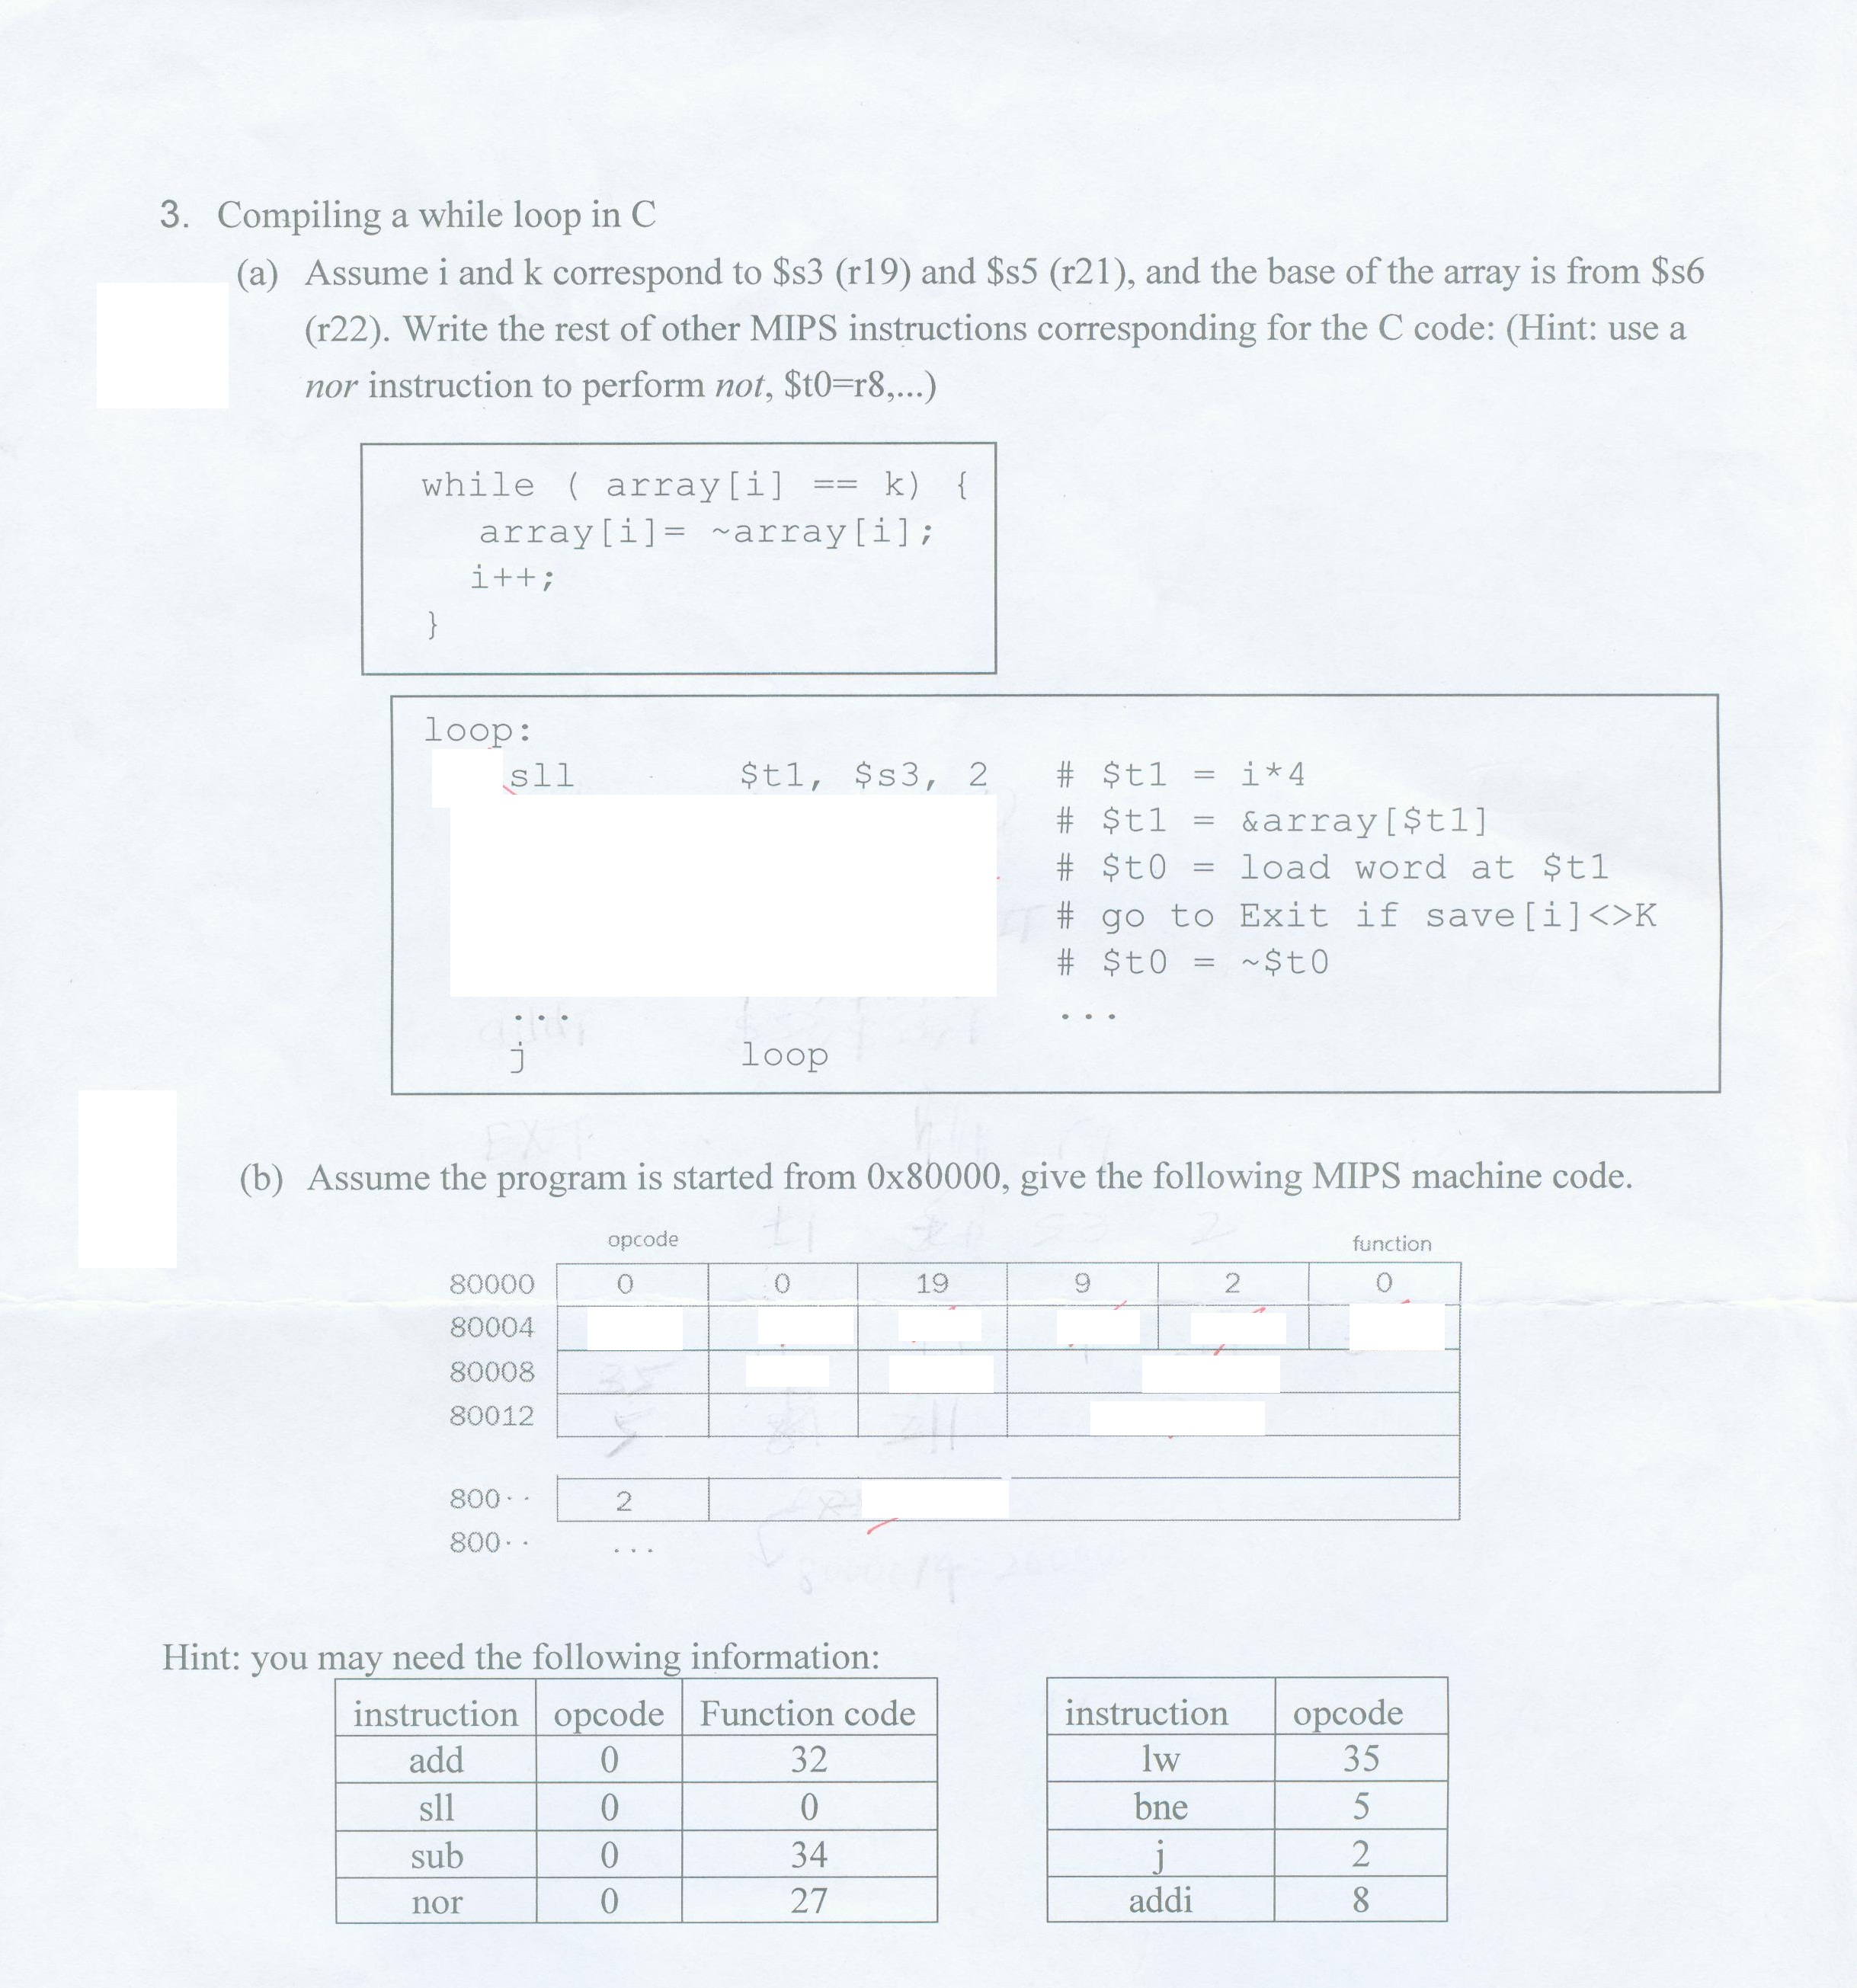 3. Compiling a while loop in C
(a) Assume i and k correspond to $s3 (r19) and $s5 (r21), and the base of the array is from $s6
(r22). Write the rest of other MIPS instructions corresponding for the C code: (Hint: use a
nor instruction to perform not, $t0=r8,...)
while ( array[i] == k) {
array[i]= ~array[i];
i++;
}
loop:
sll $t1, $s3, 2 # $t1 = i*4
# $t1 = &array[$t1]
# $t0 = load word at $t1
# go to Exit if save[i]<>K
# $t0 = ~$t0
... ...
j loop
(b) Assume the program is started from 0x80000, give the following MIPS machine code.
opcode function
80000 0 0 19 9 2 0
80004
80008 35
80012 5
800·· 2
800·· ...
Hint: you may need the following information:
instruction opcode Function code
add 0 32
sll 0 0
sub 0 34
nor 0 27
instruction opcode
lw 35
bne 5
j 2
addi 8